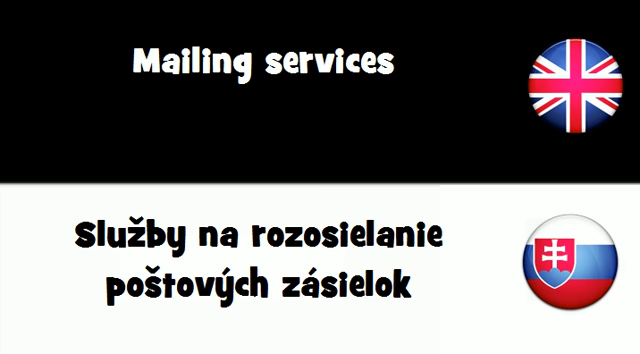 Mailing services
Služby na rozosielanie
poštových zásielok